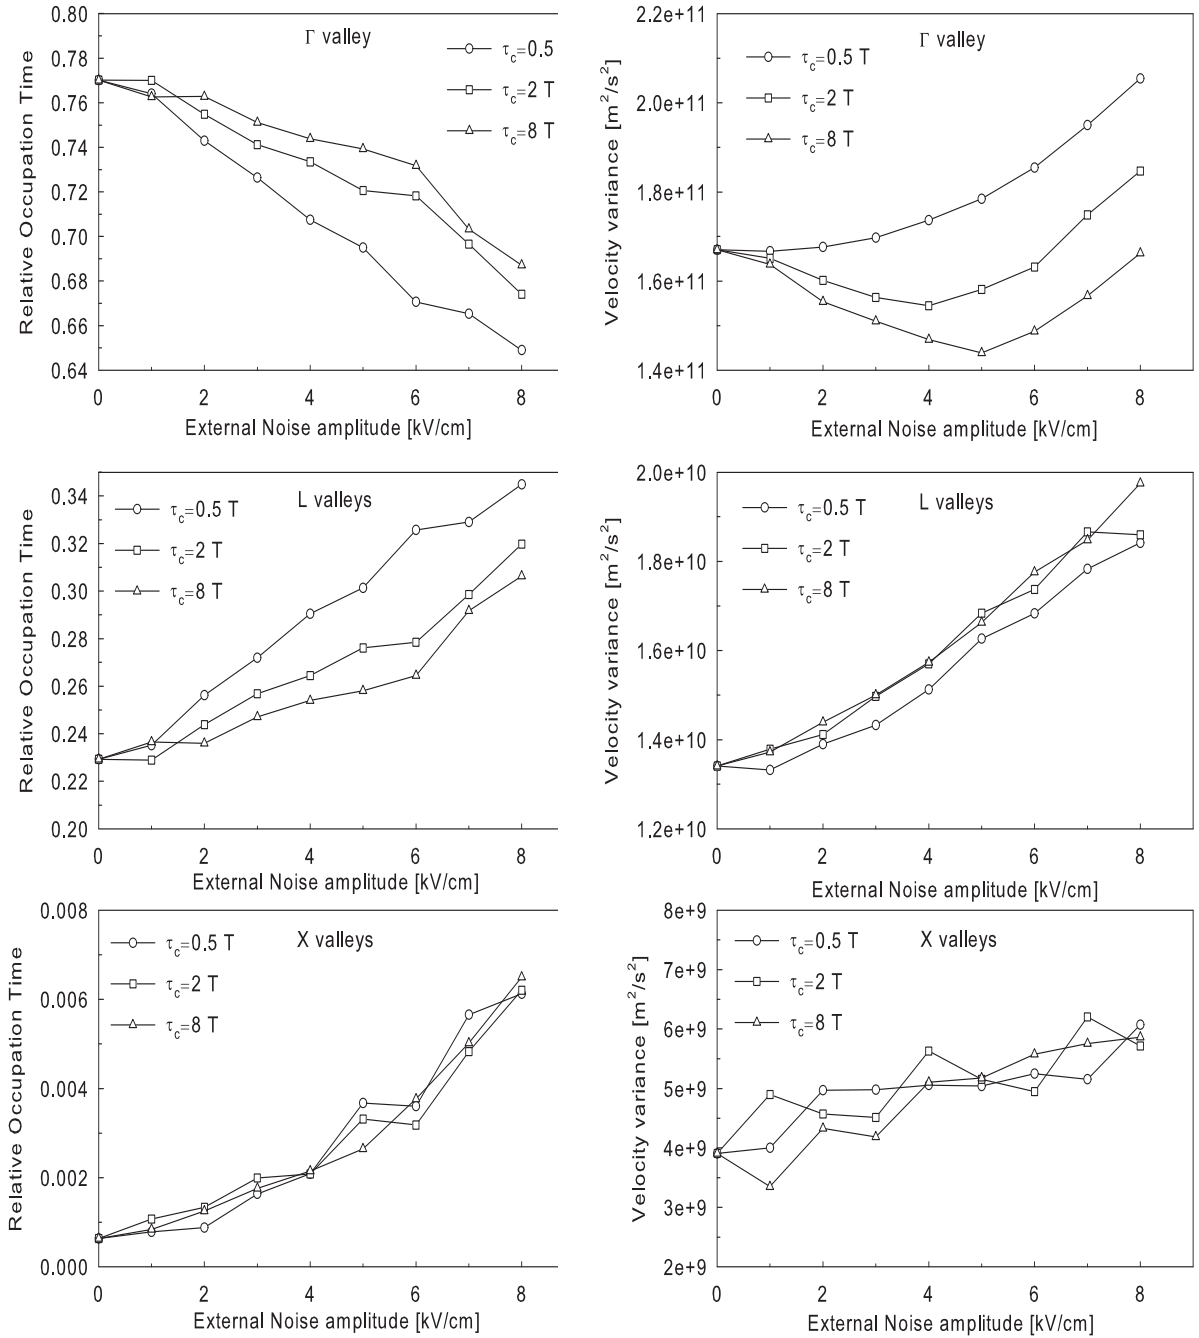 Γ valley
τc=0.5
τc=2 T
τc=8 T
0.80
0.78
0.76
0.74
0.72
0.70
0.68
0.66
0.64
0 2 4 6 8
Relative Occupation Time
External Noise amplitude [kV/cm]
Γ valley
τc=0.5 T
τc=2 T
τc=8 T
2.2e+11
2.0e+11
1.8e+11
1.6e+11
1.4e+11
0 2 4 6 8
Velocity variance [m²/s²]
External Noise amplitude [kV/cm]
L valleys
τc=0.5 T
τc=2 T
τc=8 T
0.34
0.32
0.30
0.28
0.26
0.24
0.22
0.20
0 2 4 6 8
Relative Occupation Time
External Noise amplitude [kV/cm]
L valleys
τc=0.5 T
τc=2 T
τc=8 T
2.0e+10
1.8e+10
1.6e+10
1.4e+10
1.2e+10
0 2 4 6 8
Velocity variance [m²/s²]
External Noise amplitude [kV/cm]
X valleys
τc=0.5 T
τc=2 T
τc=8 T
0.008
0.006
0.004
0.002
0.000
0 2 4 6 8
Relative Occupation Time
External Noise amplitude [kV/cm]
X valleys
τc=0.5 T
τc=2 T
τc=8 T
8e+9
7e+9
6e+9
5e+9
4e+9
3e+9
2e+9
0 2 4 6 8
Velocity variance [m²/s²]
External Noise amplitude [kV/cm]